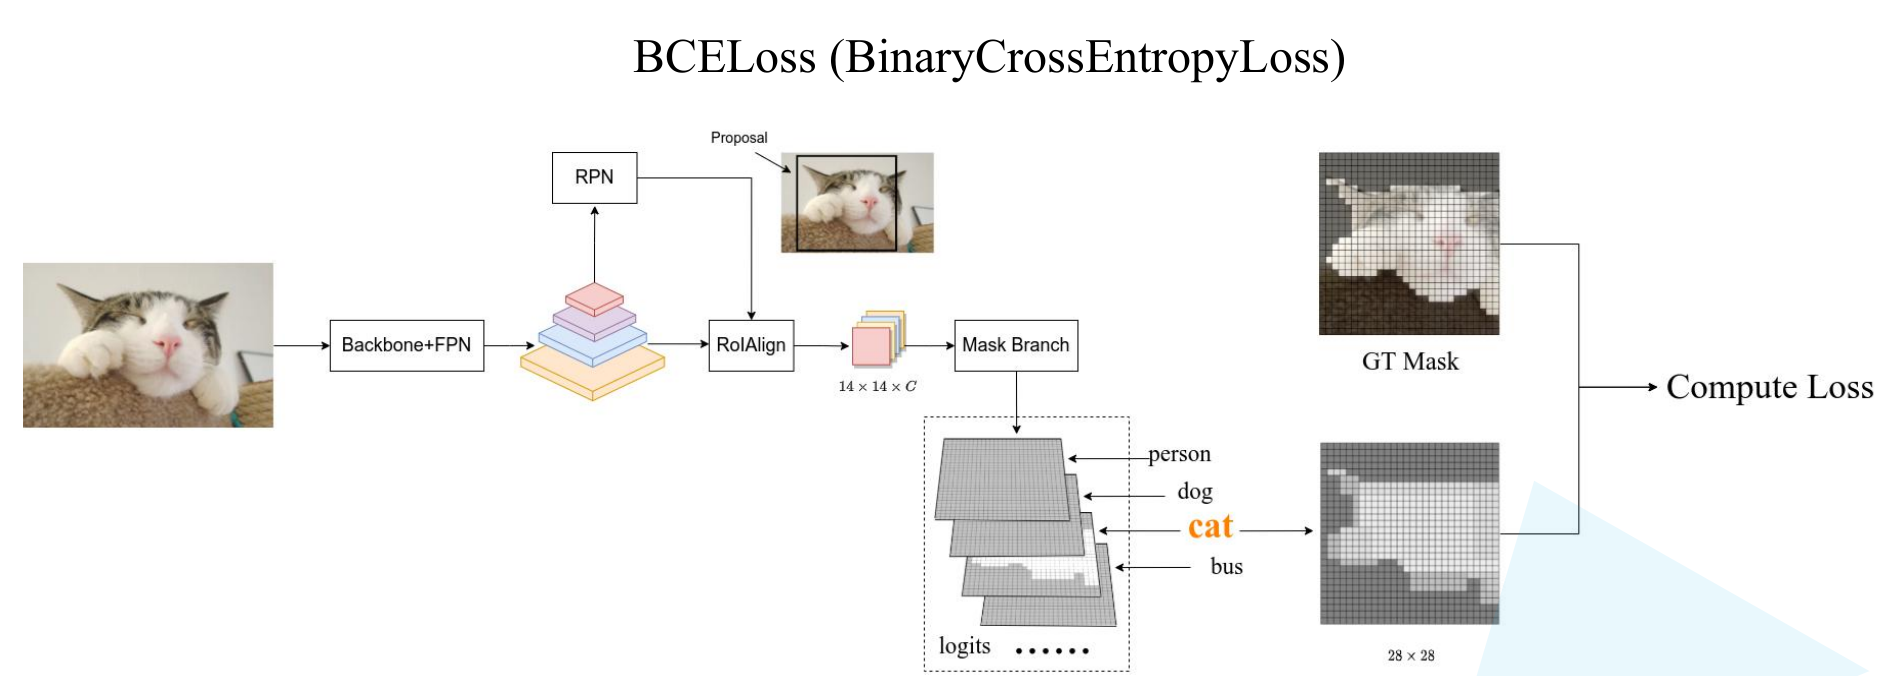 BCELoss (BinaryCrossEntropyLoss)
Proposal
RPN
Backbone+FPN
RoIAlign
14 × 14 × C
Mask Branch
GT Mask
Compute Loss
person
dog
cat
bus
logits ......
28 × 28